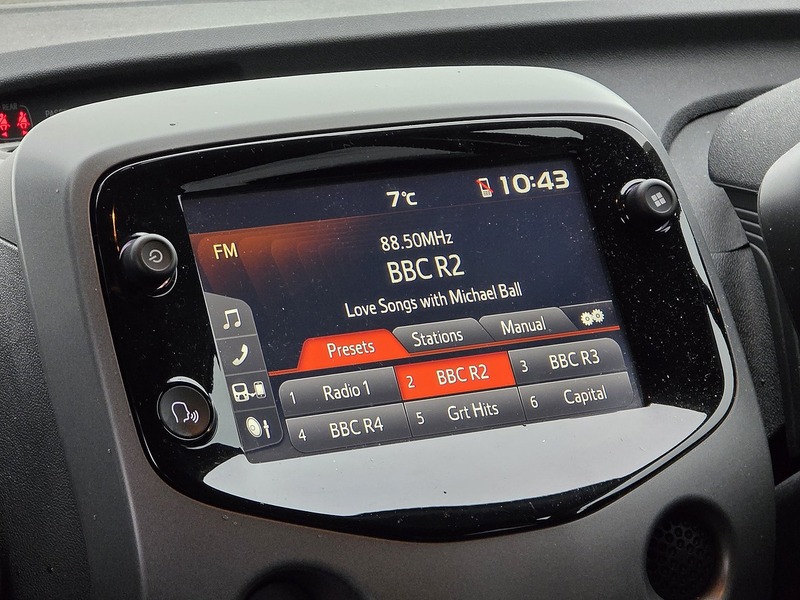 REAR
7°c 10:43
FM
88.50MHz
BBC R2
Love Songs with Michael Ball
Presets Stations Manual
1 Radio 1 2 BBC R2 3 BBC R3
4 BBC R4 5 Grt Hits 6 Capital